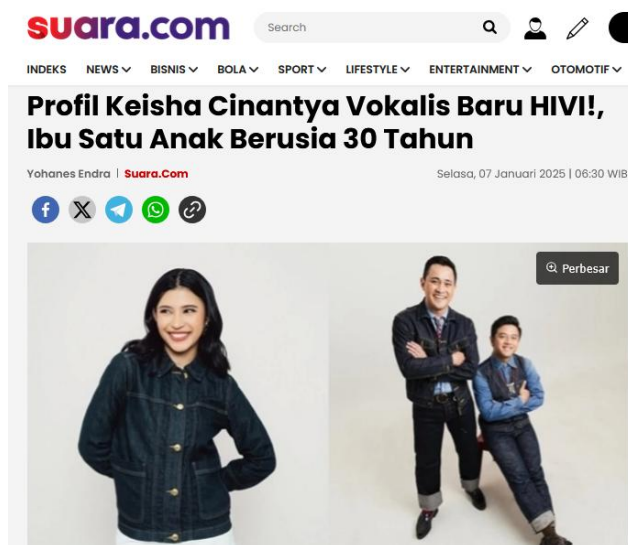 suara.com
Search
INDEKS NEWS BISNIS BOLA SPORT LIFESTYLE ENTERTAINMENT OTOMOTIF
Profil Keisha Cinantya Vokalis Baru HIVI!,
Ibu Satu Anak Berusia 30 Tahun
Yohanes Endra | Suara.Com
Selasa, 07 Januari 2025 | 06:30 WIB
Perbesar